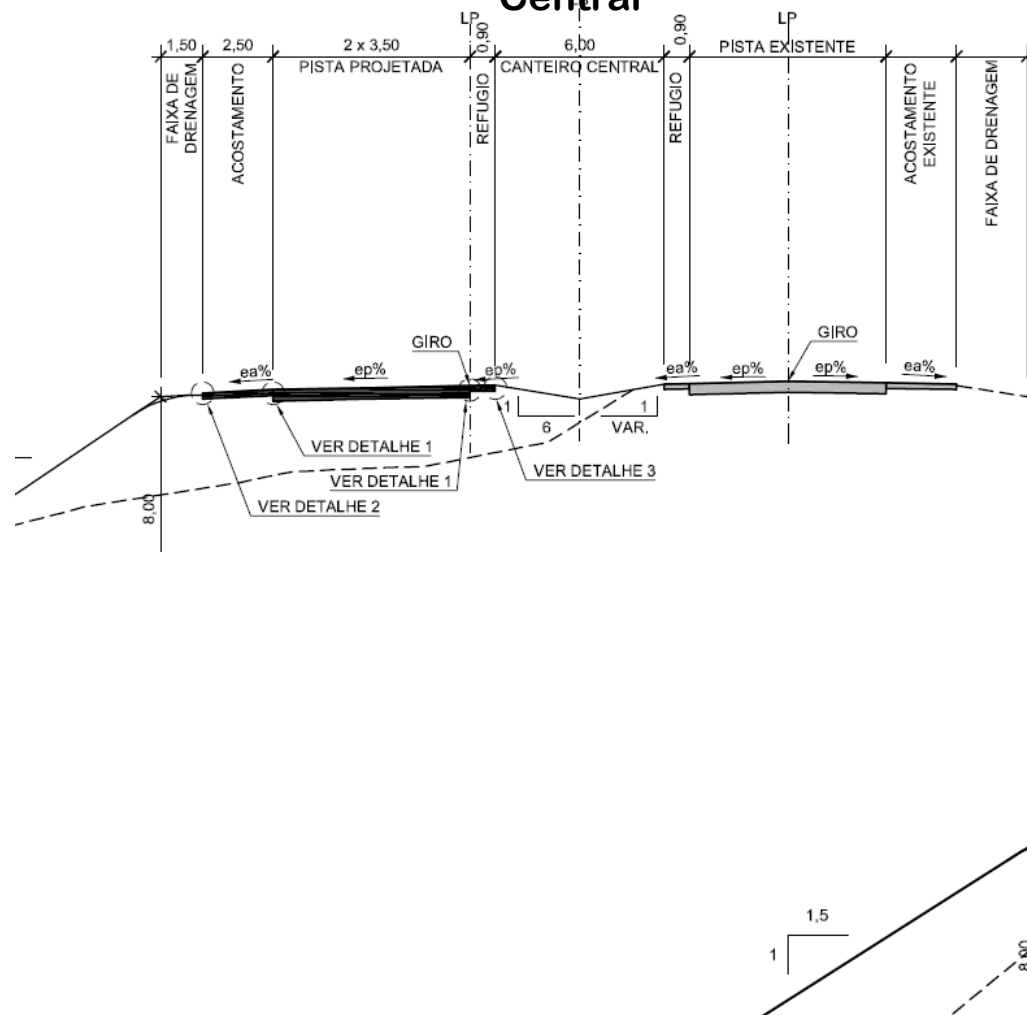 Central
LP
LP
1,50
2,50
2 x 3,50
0,90
6,00
0,90
PISTA EXISTENTE
PISTA PROJETADA
CANTEIRO CENTRAL
FAIXA DE
DRENAGEM
ACOSTAMENTO
REFUGIO
REFUGIO
ACOSTAMENTO
EXISTENTE
FAIXA DE DRENAGEM
GIRO
GIRO
ea%
ep%
ep%
ea%
ep%
ep%
ea%
1
6
1
VAR.
VER DETALHE 1
VER DETALHE 1
VER DETALHE 3
VER DETALHE 2
8,00
1,5
1